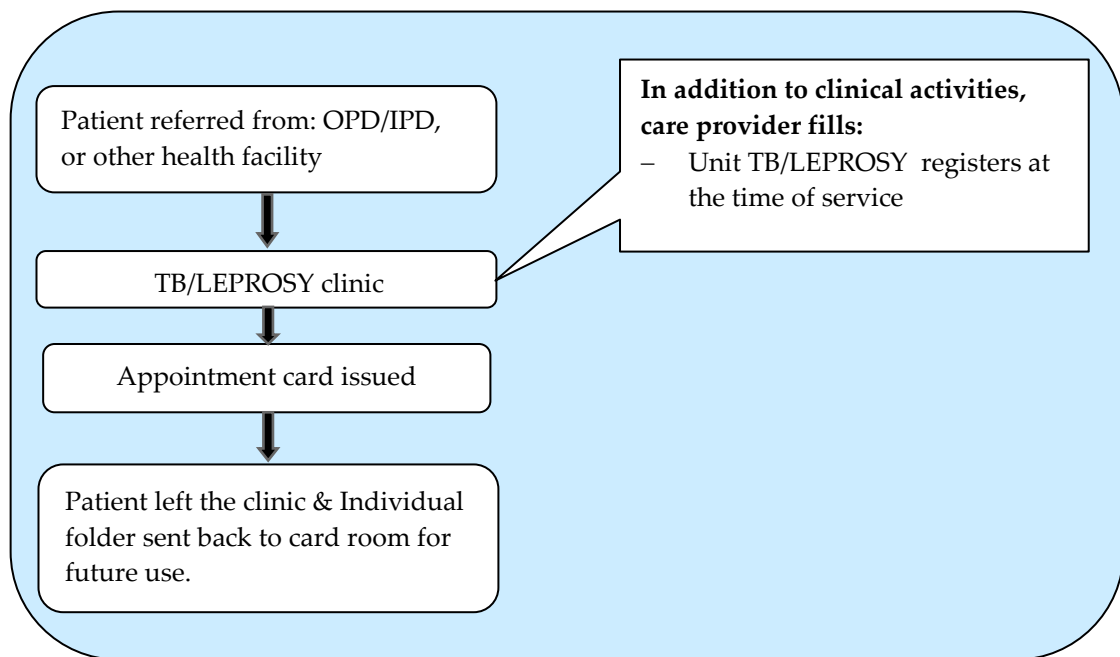 Patient referred from: OPD/IPD,
or other health facility
In addition to clinical activities,
care provider fills:
– Unit TB/LEPROSY registers at
the time of service
TB/LEPROSY clinic
Appointment card issued
Patient left the clinic & Individual
folder sent back to card room for
future use.